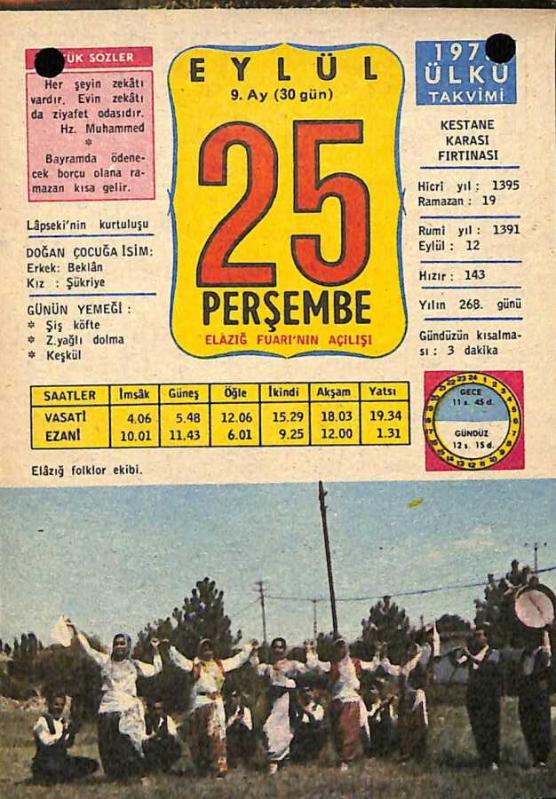 SÖZLER
Her şeyin zekâtı
vardır. Evin zekâtı
da ziyafet odasıdır.
Hz. Muhammed
*
Bayramda ödene-
cek borcu olana ra-
mazan kısa gelir.
Lâpseki'nin kurtuluşu
DOĞAN ÇOCUĞA İSİM:
Erkek: Beklân
Kız : Şükriye
GÜNÜN YEMEĞİ :
* Şiş köfte
* Z.yağlı dolma
* Keşkül
EYLÜL
9. Ay (30 gün)
25
PERŞEMBE
ELÂZIĞ FUARI'NIN AÇILIŞI
197
ÜLKÜ
TAKVİMİ
KESTANE
KARASI
FIRTINASI
Hicri yıl : 1395
Ramazan : 19
Rumi yıl : 1391
Eylül : 12
Hızır : 143
Yılın 268. günü
Gündüzün kısalma-
sı : 3 dakika
SAATLER İmsâk Güneş Öğle İkindi Akşam Yatsı
VASATİ 4.06 5.48 12.06 15.29 18.03 19.34
EZANİ 10.01 11.43 6.01 9.25 12.00 1.31
GECE
11 s. 45 d.
GÜNDÜZ
12 s. 15 d.
Elâzığ folklor ekibi.